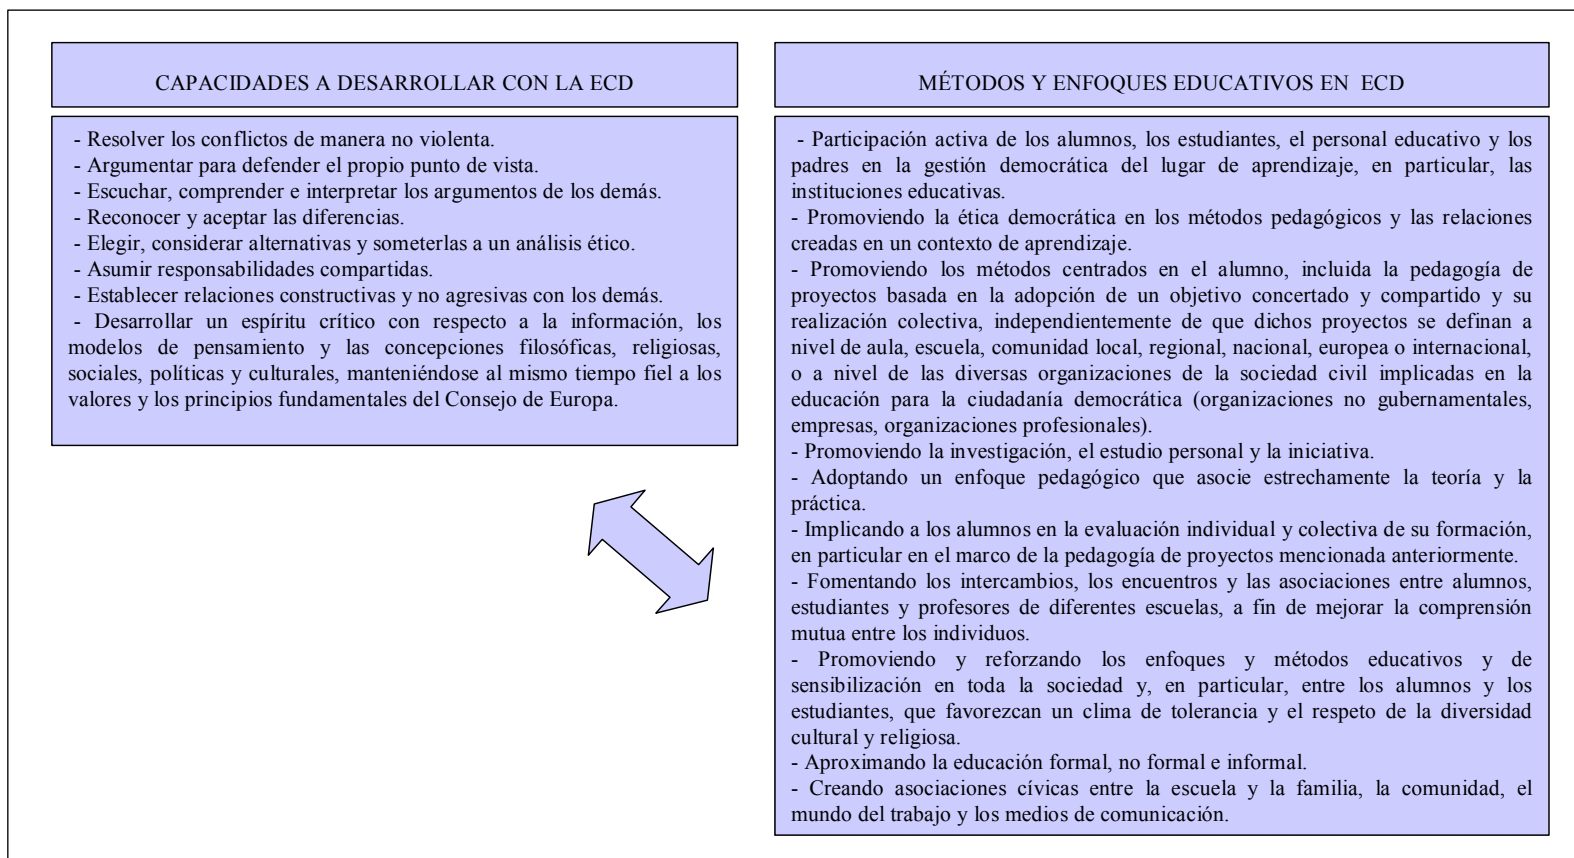 CAPACIDADES A DESARROLLAR CON LA ECD
- Resolver los conflictos de manera no violenta.
- Argumentar para defender el propio punto de vista.
- Escuchar, comprender e interpretar los argumentos de los demás.
- Reconocer y aceptar las diferencias.
- Elegir, considerar alternativas y someterlas a un análisis ético.
- Asumir responsabilidades compartidas.
- Establecer relaciones constructivas y no agresivas con los demás.
- Desarrollar un espíritu crítico con respecto a la información, los
modelos de pensamiento y las concepciones filosóficas, religiosas,
sociales, políticas y culturales, manteniéndose al mismo tiempo fiel a los
valores y los principios fundamentales del Consejo de Europa.
MÉTODOS Y ENFOQUES EDUCATIVOS EN ECD
- Participación activa de los alumnos, los estudiantes, el personal educativo y los
padres en la gestión democrática del lugar de aprendizaje, en particular, las
instituciones educativas.
- Promoviendo la ética democrática en los métodos pedagógicos y las relaciones
creadas en un contexto de aprendizaje.
- Promoviendo los métodos centrados en el alumno, incluida la pedagogía de
proyectos basada en la adopción de un objetivo concertado y compartido y su
realización colectiva, independientemente de que dichos proyectos se definan a
nivel de aula, escuela, comunidad local, regional, nacional, europea o internacional,
o a nivel de las diversas organizaciones de la sociedad civil implicadas en la
educación para la ciudadanía democrática (organizaciones no gubernamentales,
empresas, organizaciones profesionales).
- Promoviendo la investigación, el estudio personal y la iniciativa.
- Adoptando un enfoque pedagógico que asocie estrechamente la teoría y la
práctica.
- Implicando a los alumnos en la evaluación individual y colectiva de su formación,
en particular en el marco de la pedagogía de proyectos mencionada anteriormente.
- Fomentando los intercambios, los encuentros y las asociaciones entre alumnos,
estudiantes y profesores de diferentes escuelas, a fin de mejorar la comprensión
mutua entre los individuos.
- Promoviendo y reforzando los enfoques y métodos educativos y de
sensibilización en toda la sociedad y, en particular, entre los alumnos y los
estudiantes, que favorezcan un clima de tolerancia y el respeto de la diversidad
cultural y religiosa.
- Aproximando la educación formal, no formal e informal.
- Creando asociaciones cívicas entre la escuela y la familia, la comunidad, el
mundo del trabajo y los medios de comunicación.